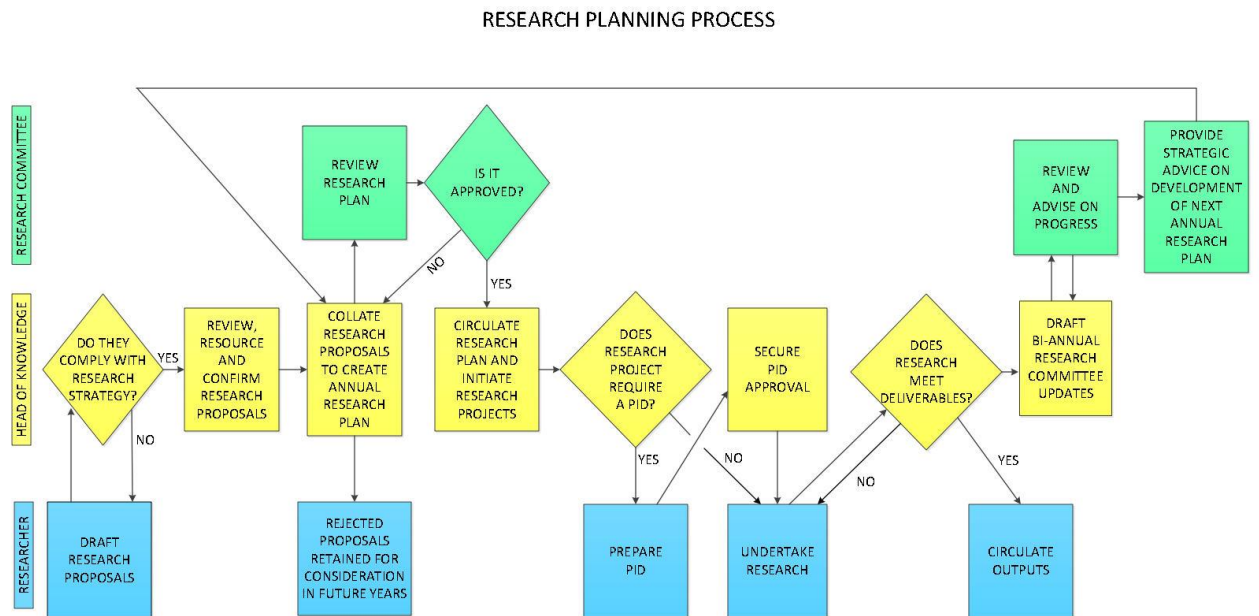 RESEARCH PLANNING PROCESS
RESEARCH COMMITTEE
REVIEW
RESEARCH
PLAN
IS IT
APPROVED?
NO
YES
REVIEW
AND
ADVISE ON
PROGRESS
PROVIDE
STRATEGIC
ADVICE ON
DEVELOPMENT
OF NEXT
ANNUAL
RESEARCH
PLAN
HEAD OF KNOWLEDGE
DO THEY
COMPLY WITH
RESEARCH
STRATEGY?
YES
NO
REVIEW,
RESOURCE
AND
CONFIRM
RESEARCH
PROPOSALS
COLLATE
RESEARCH
PROPOSALS
TO CREATE
ANNUAL
RESEARCH
PLAN
CIRCULATE
RESEARCH
PLAN AND
INITIATE
RESEARCH
PROJECTS
DOES
RESEARCH
PROJECT
REQUIRE
A PID?
YES
NO
SECURE
PID
APPROVAL
DOES
RESEARCH
MEET
DELIVERABLES?
NO
YES
DRAFT
BI-ANNUAL
RESEARCH
COMMITTEE
UPDATES
RESEARCHER
DRAFT
RESEARCH
PROPOSALS
REJECTED
PROPOSALS
RETAINED FOR
CONSIDERATION
IN FUTURE YEARS
PREPARE
PID
UNDERTAKE
RESEARCH
CIRCULATE
OUTPUTS